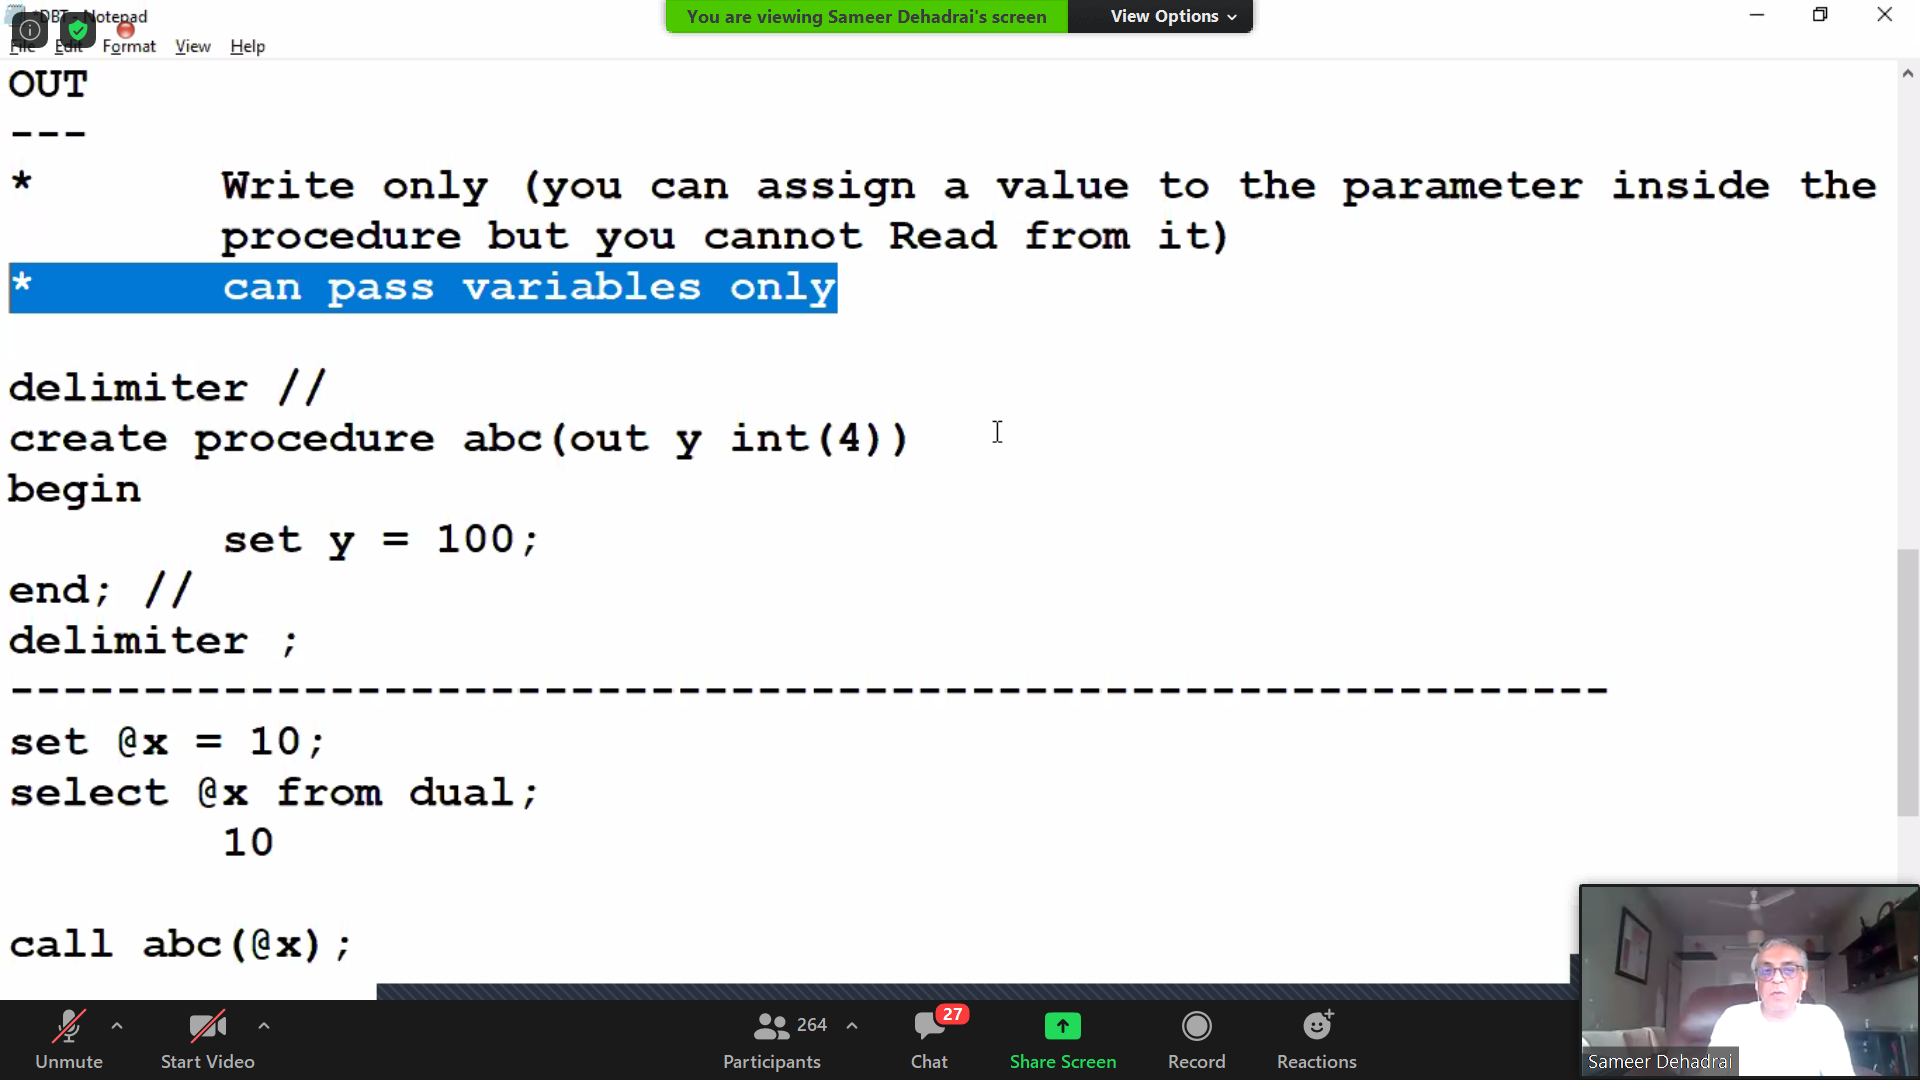 *DBT - Notepad
You are viewing Sameer Dehadrai's screen
View Options
File Edit Format View Help
OUT
---
* Write only (you can assign a value to the parameter inside the
procedure but you cannot Read from it)
* can pass variables only
delimiter //
create procedure abc(out y int(4))
begin
set y = 100;
end; //
delimiter ;
------------------------------------------------------------
set @x = 10;
select @x from dual;
10
call abc(@x);
Sameer Dehadrai
Unmute
Start Video
264
Participants
27
Chat
Share Screen
Record
Reactions